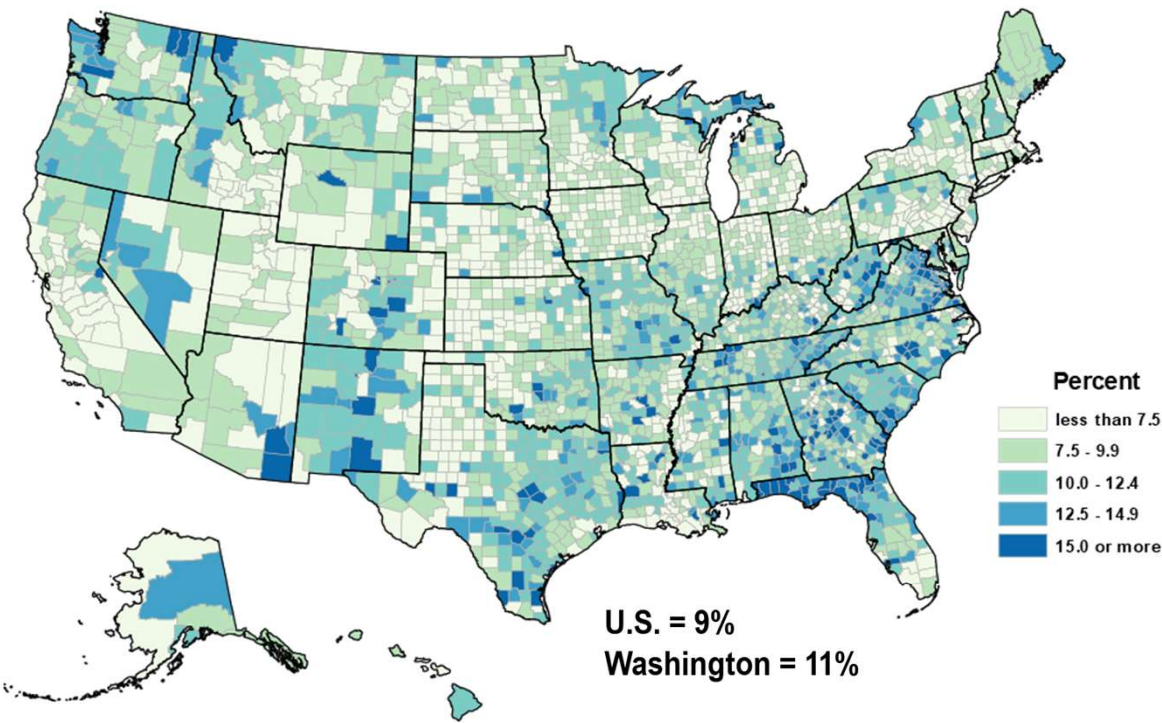 Percent
less than 7.5
7.5 - 9.9
10.0 - 12.4
12.5 - 14.9
15.0 or more
U.S. = 9%
Washington = 11%